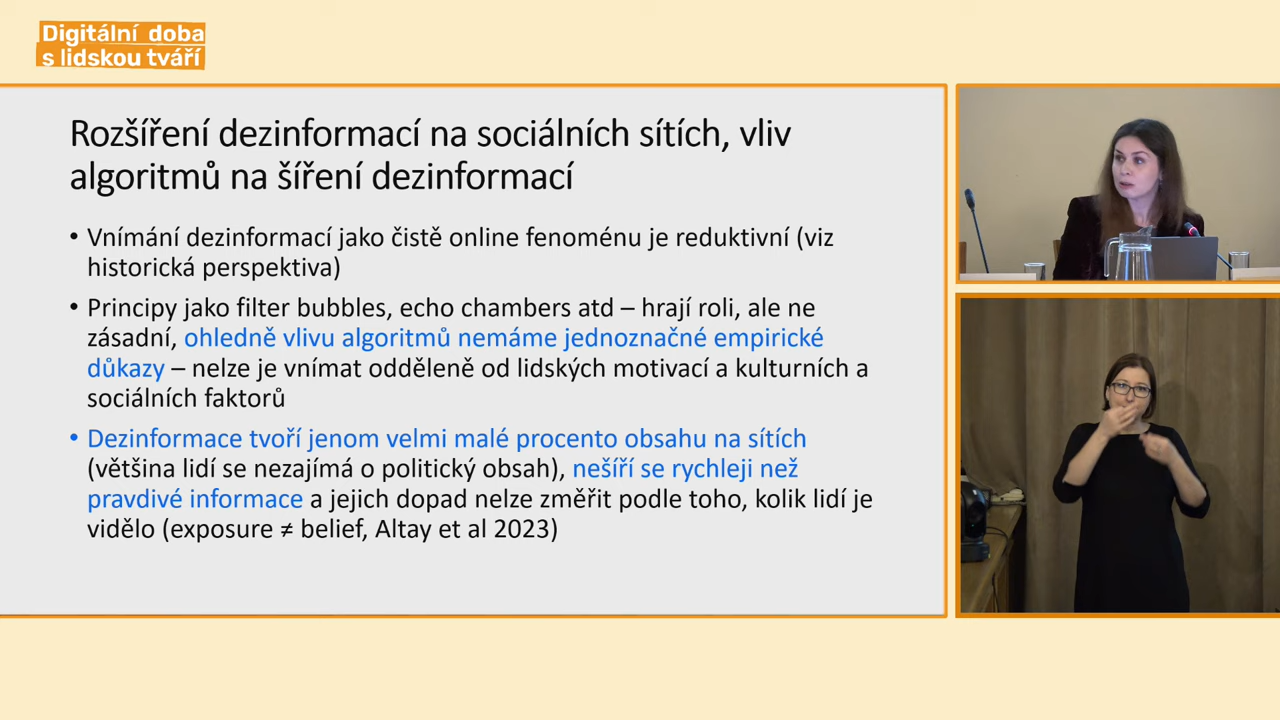 Digitální doba
s lidskou tváří
Rozšíření dezinformací na sociálních sítích, vliv
algoritmů na šíření dezinformací
• Vnímání dezinformací jako čistě online fenoménu je reduktivní (viz
historická perspektiva)
• Principy jako filter bubbles, echo chambers atd – hrají roli, ale ne
zásadní, ohledně vlivu algoritmů nemáme jednoznačné empirické
důkazy – nelze je vnímat odděleně od lidských motivací a kulturních a
sociálních faktorů
• Dezinformace tvoří jenom velmi malé procento obsahu na sítích
(většina lidí se nezajímá o politický obsah), nešíří se rychleji než
pravdivé informace a jejich dopad nelze změřit podle toho, kolik lidí je
vidělo (exposure ≠ belief, Altay et al 2023)